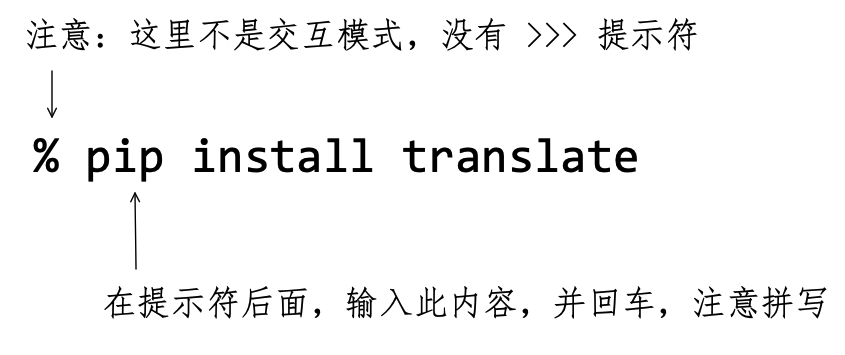 注意：这里不是交互模式，没有 >>> 提示符
% pip install translate
在提示符后面，输入此内容，并回车，注意拼写